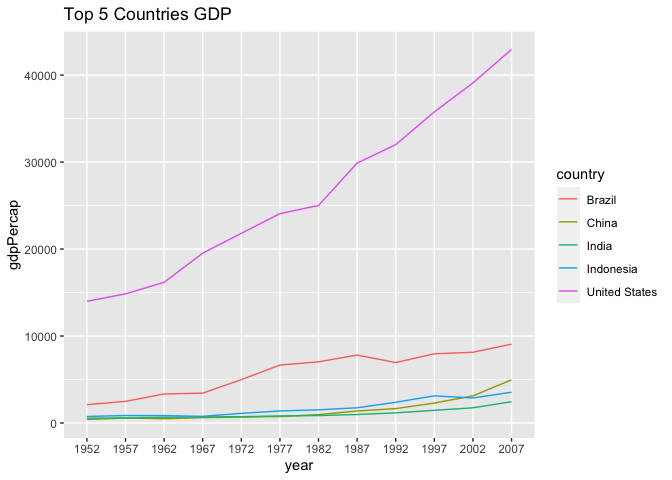 Top 5 Countries GDP
gdpPercap
40000
30000
20000
10000
0
1952 1957 1962 1967 1972 1977 1982 1987 1992 1997 2002 2007
year
country
Brazil
China
India
Indonesia
United States